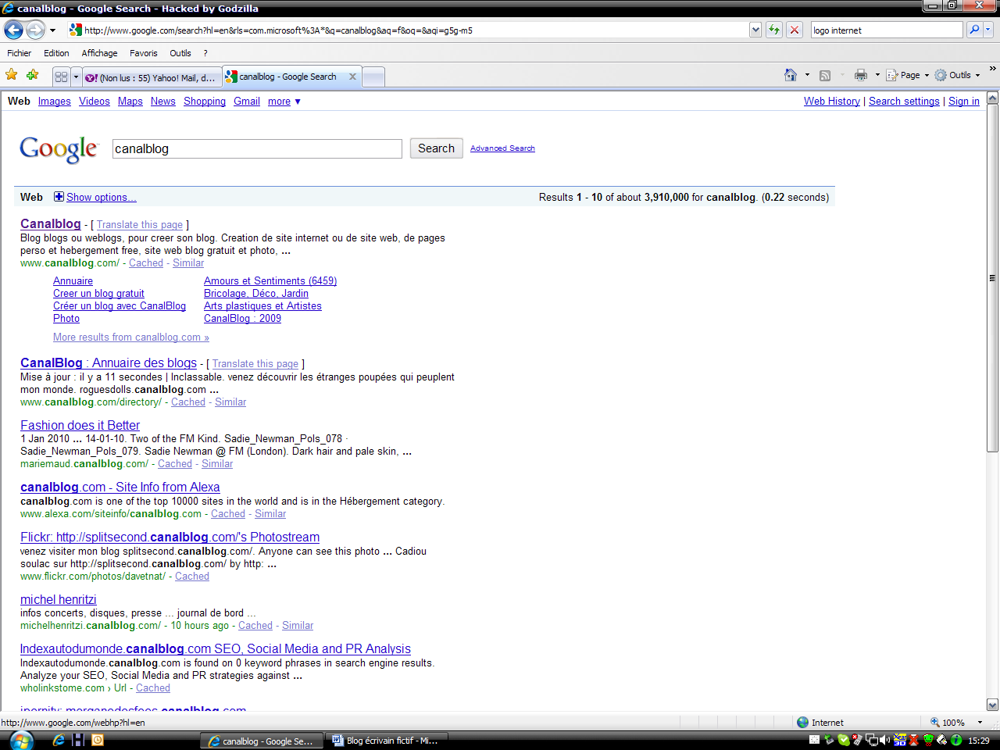 canalblog - Google Search - Hacked by Godzilla
http://www.google.com/search?hl=en&rls=com.microsoft%3A*&q=canalblog&aq=f&oq=&aqi=g5g-m5
logo internet
Fichier Edition Affichage Favoris Outils ?
(Non lus : 55) Yahoo! Mail, d...
canalblog - Google Search
Page Outils
Web Images Videos Maps News Shopping Gmail more ▼
Web History | Search settings | Sign in
Google
canalblog
Search
Advanced Search
Web Show options...
Results 1 - 10 of about 3,910,000 for canalblog. (0.22 seconds)
Canalblog - [ Translate this page ]
Blog blogs ou weblogs, pour creer son blog. Creation de site internet ou de site web, de pages
perso et hebergement free, site web blog gratuit et photo, ...
www.canalblog.com/ - Cached - Similar
Annuaire Amours et Sentiments (6459)
Creer un blog gratuit Bricolage, Déco, Jardin
Créer un blog avec CanalBlog Arts plastiques et Artistes
Photo CanalBlog : 2009
More results from canalblog.com »
CanalBlog : Annuaire des blogs - [ Translate this page ]
Mise à jour : il y a 11 secondes | Inclassable. venez découvrir les étranges poupées qui peuplent
mon monde. roguesdolls.canalblog.com ...
www.canalblog.com/directory/ - Cached - Similar
Fashion does it Better
1 Jan 2010 ... 14-01-10. Two of the FM Kind. Sadie_Newman_Pols_078 ·
Sadie_Newman_Pols_079. Sadie Newman @ FM (London). Dark hair and pale skin, ...
mariemaud.canalblog.com/ - Cached - Similar
canalblog.com - Site Info from Alexa
canalblog.com is one of the top 10000 sites in the world and is in the Hébergement category.
www.alexa.com/siteinfo/canalblog.com - Cached - Similar
Flickr: http://splitsecond.canalblog.com/'s Photostream
venez visiter mon blog splitsecond.canalblog.com/. Anyone can see this photo ... Cadiou
soulac sur http://splitsecond.canalblog.com/ by http: ...
www.flickr.com/photos/davetnat/ - Cached
michel henritzi
infos concerts, disques, presse ... journal de bord ...
michelhenritzi.canalblog.com/ - 10 hours ago - Cached - Similar
Indexautodumonde.canalblog.com SEO, Social Media and PR Analysis
Indexautodumonde.canalblog.com is found on 0 keyword phrases in search engine results.
Analyze your SEO, Social Media and PR strategies against ...
wholinkstome.com › Url - Cached
ipernity: morganedesfees.canalblog.com
http://www.google.com/webhp?hl=en
Internet
100%
canalblog - Google Se...
Blog écrivain fictif - Mi...
15:29